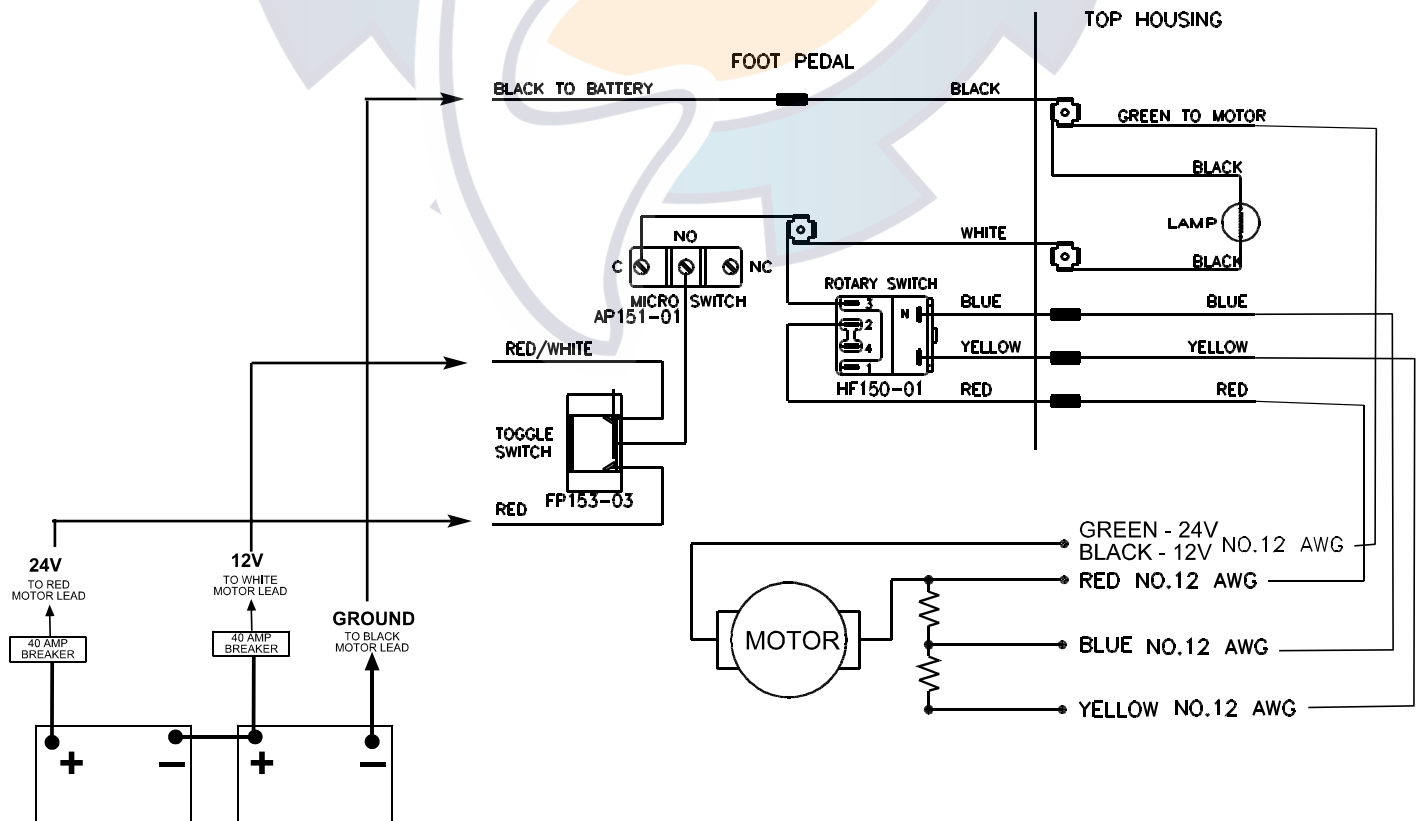 TOP HOUSING
FOOT PEDAL
BLACK TO BATTERY
BLACK
GREEN TO MOTOR
BLACK
LAMP
BLACK
NO
C
NC
WHITE
MICRO SWITCH
AP151-01
ROTARY SWITCH
3
2
4
1
N
BLUE
BLUE
YELLOW
YELLOW
HF150-01
RED
RED
RED/WHITE
TOGGLE
SWITCH
FP153-03
RED
24V
TO RED
MOTOR LEAD
40 AMP
BREAKER
12V
TO WHITE
MOTOR LEAD
40 AMP
BREAKER
GROUND
TO BLACK
MOTOR LEAD
MOTOR
GREEN - 24V
BLACK - 12V NO.12 AWG
RED NO.12 AWG
BLUE NO.12 AWG
YELLOW NO.12 AWG
+ − + −